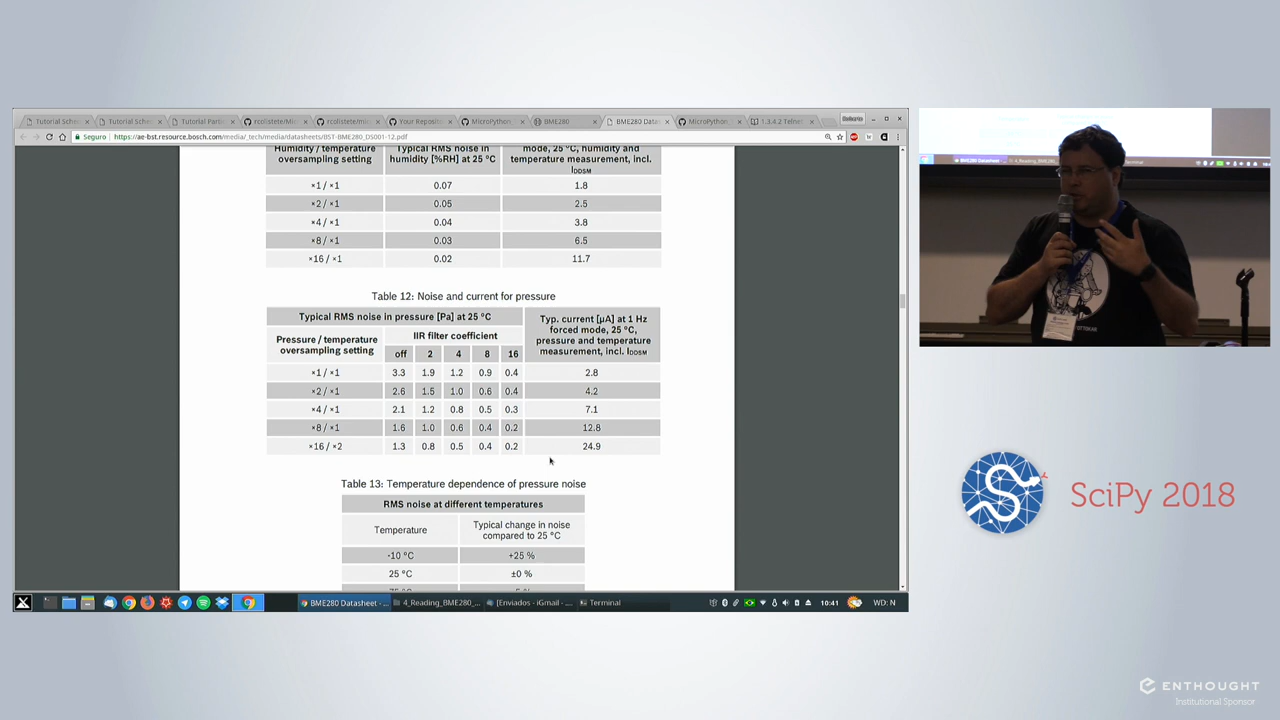 Tutorial Sche
Tutorial Sche
Tutorial Parti
rcollstete/Mi
rcollstete/mic
Your Reposito
MicroPython
BME280
BME280 Datas
MicroPython
1.3.4.2 Telnet
Seguro
https://ae-bst.resource.bosch.com/media/_tech/media/datasheets/BST-BME280_DS001-12.pdf
Humidity / temperature oversampling setting
Typical RMS noise in humidity [%RH] at 25 °C
mode, 25 °C, humidity and temperature measurement, incl. IDDSM
×1 / ×1 0.07 1.8
×2 / ×1 0.05 2.5
×4 / ×1 0.04 3.8
×8 / ×1 0.03 6.5
×16 / ×1 0.02 11.7
Table 12: Noise and current for pressure
Typical RMS noise in pressure [Pa] at 25 °C
Typ. current [µA] at 1 Hz forced mode, 25 °C, pressure and temperature measurement, incl. IDDSM
Pressure / temperature oversampling setting
IIR filter coefficient
off 2 4 8 16
×1 / ×1 3.3 1.9 1.2 0.9 0.4 2.8
×2 / ×1 2.6 1.5 1.0 0.6 0.4 4.2
×4 / ×1 2.1 1.2 0.8 0.5 0.3 7.1
×8 / ×1 1.6 1.0 0.6 0.4 0.2 12.8
×16 / ×2 1.3 0.8 0.5 0.4 0.2 24.9
Table 13: Temperature dependence of pressure noise
RMS noise at different temperatures
Temperature
Typical change in noise compared to 25 °C
-10 °C +25 %
25 °C ±0 %
BME280 Datasheet - ...
4_Reading_BME280_...
[Enviados - iGmail - ...
Terminal
10:41
WD: N
SciPy 2018
ENTHOUGHT
Institutional Sponsor